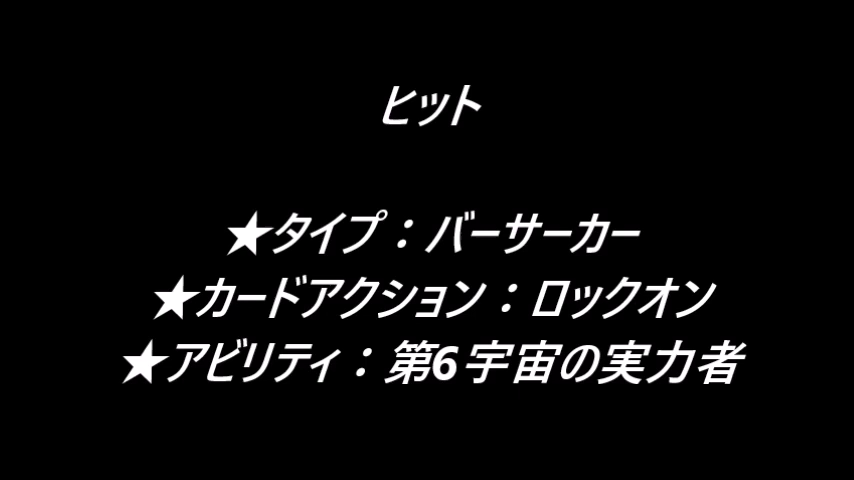 ヒット
★タイプ：バーサーカー
★カードアクション：ロックオン
★アビリティ：第6宇宙の実力者